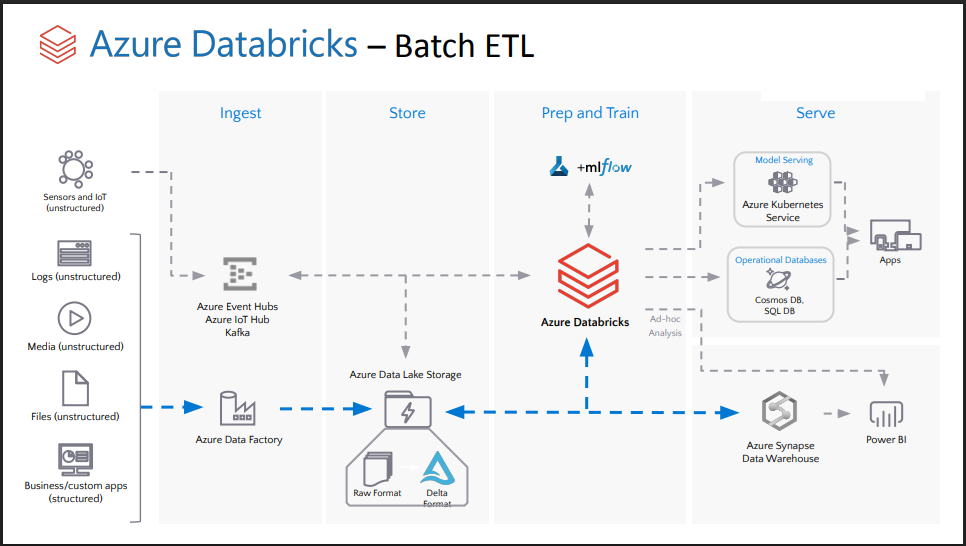 Azure Databricks – Batch ETL
Ingest
Store
Prep and Train
Serve
Sensors and IoT
(unstructured)
Logs (unstructured)
Media (unstructured)
Files (unstructured)
Business/custom apps
(structured)
Azure Event Hubs
Azure IoT Hub
Kafka
Azure Data Factory
Azure Data Lake Storage
Raw Format
Delta
Format
+mlflow
Azure Databricks
Ad-hoc
Analysis
Model Serving
Azure Kubernetes
Service
Operational Databases
Cosmos DB,
SQL DB
Apps
Azure Synapse
Data Warehouse
Power BI